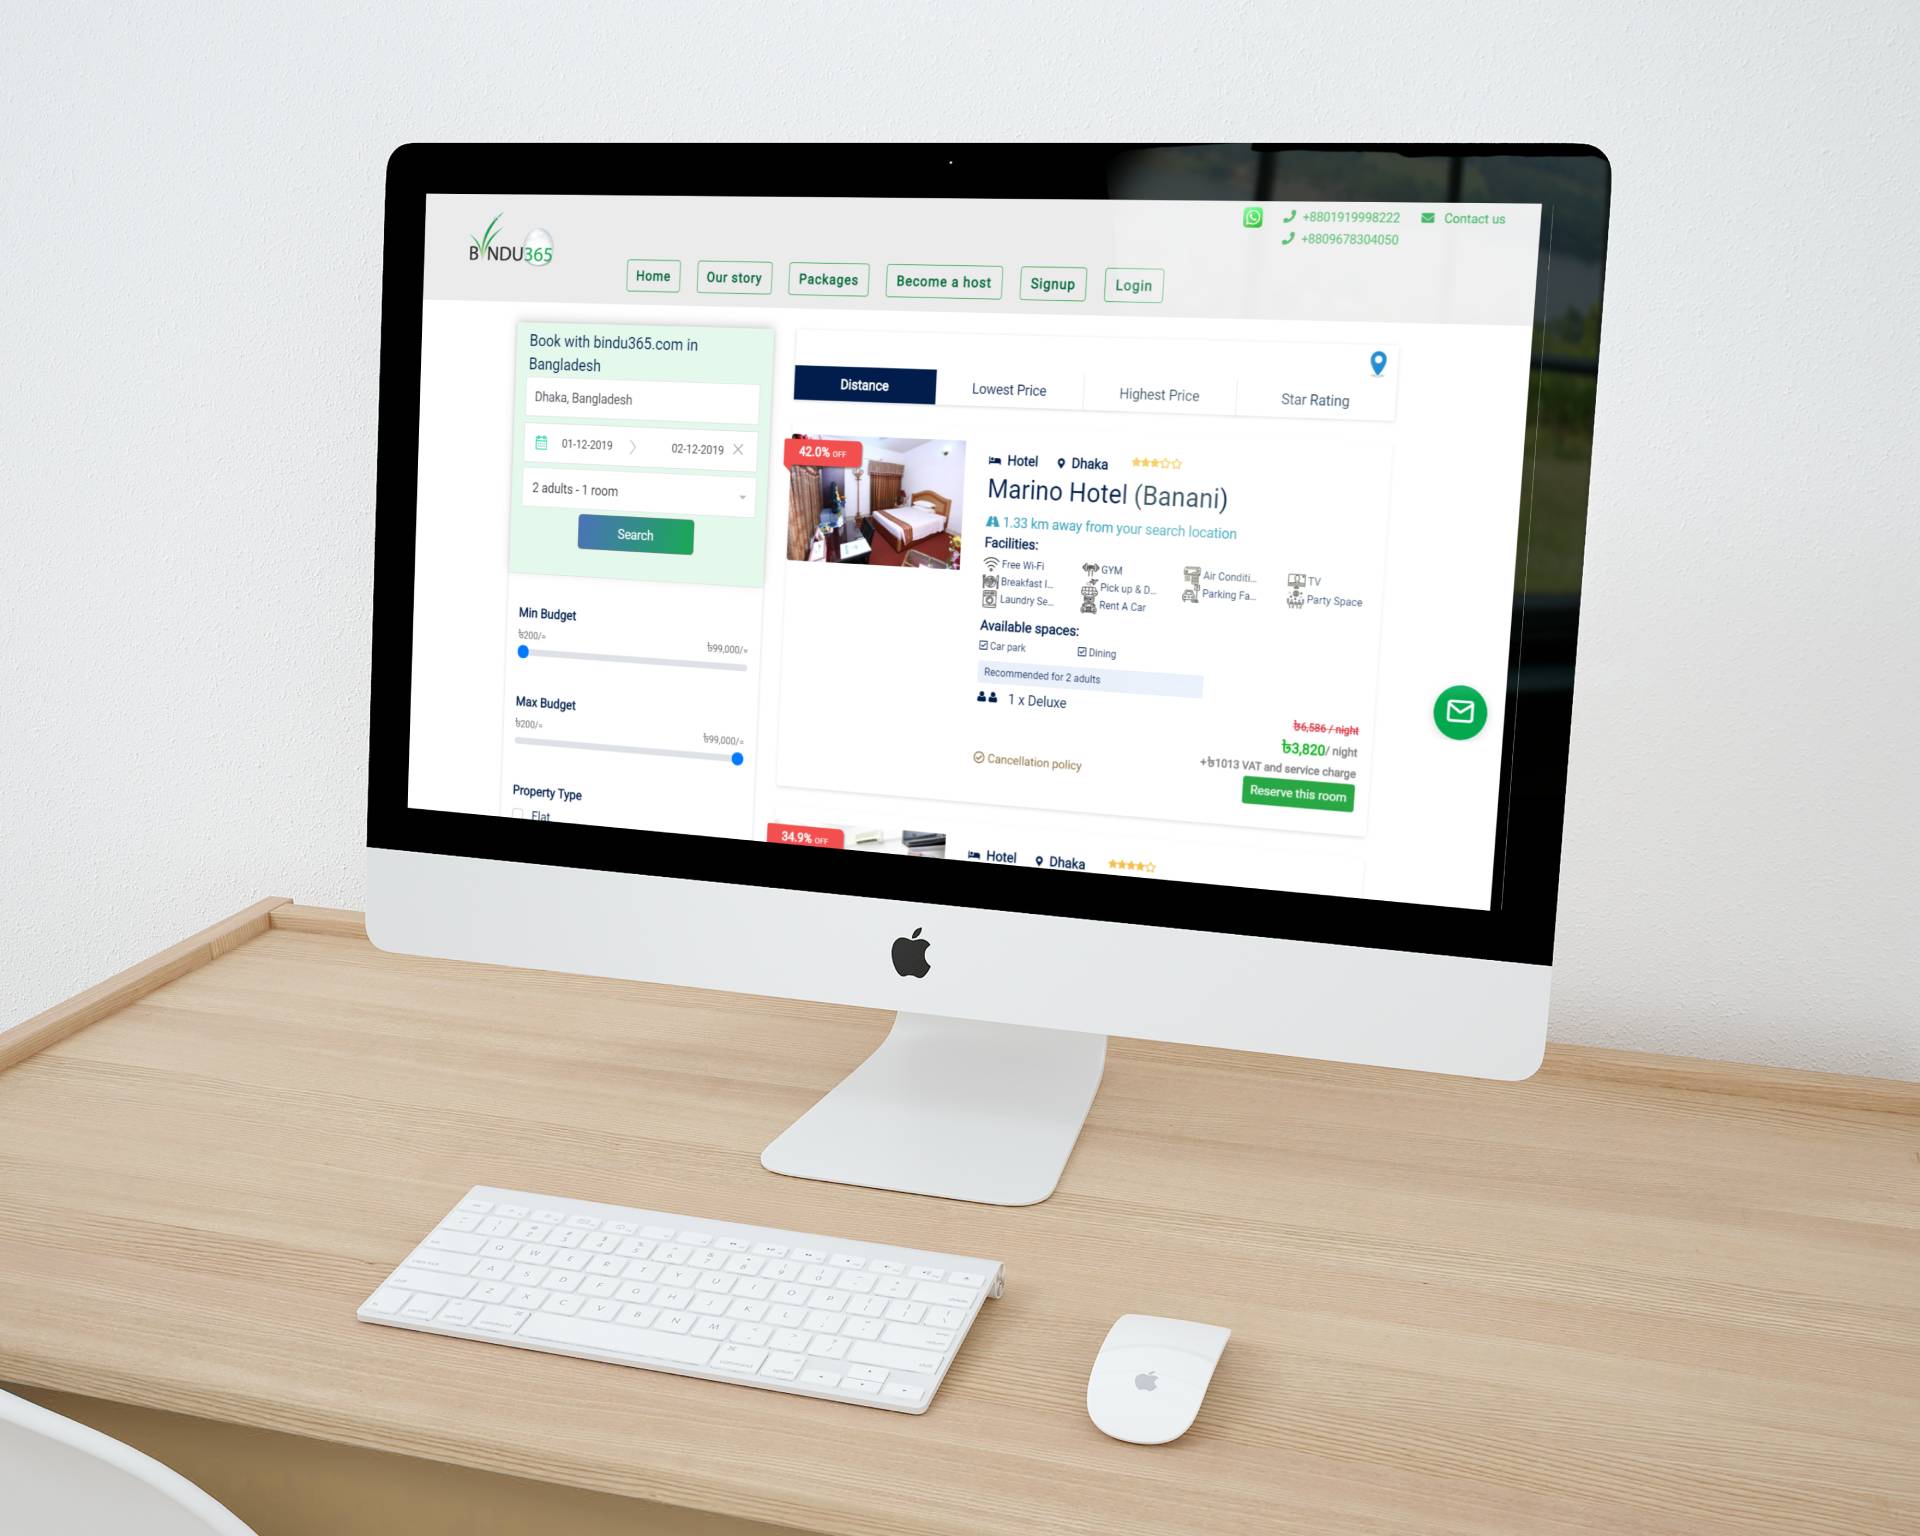 BINDU365
+8801919998222
Contact us
+8809678304050
Home
Our story
Packages
Become a host
Signup
Login
Book with bindu365.com in
Bangladesh
Dhaka, Bangladesh
01-12-2019
02-12-2019
2 adults - 1 room
Search
Min Budget
৳200/=
৳99,000/=
Max Budget
৳200/=
৳99,000/=
Property Type
Flat
Distance
Lowest Price
Highest Price
Star Rating
42.0% OFF
Hotel
Dhaka
Marino Hotel (Banani)
1.33 km away from your search location
Facilities:
Free Wi-Fi
GYM
Air Conditi...
TV
Breakfast I...
Pick up & D...
Parking Fa...
Party Space
Laundry Se...
Rent A Car
Available spaces:
Car park
Dining
Recommended for 2 adults
1 x Deluxe
৳6,586 / night
৳3,820/ night
+৳1013 VAT and service charge
Cancellation policy
Reserve this room
34.9% OFF
Hotel
Dhaka